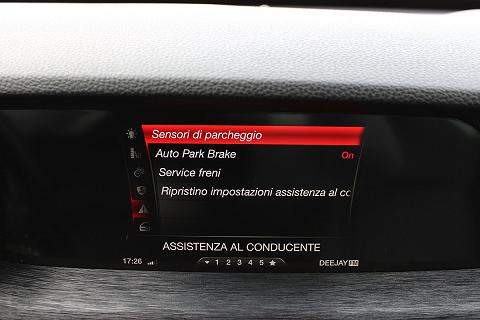 Sensori di parcheggio
Auto Park Brake On
Service freni
Ripristino impostazioni assistenza al co
ASSISTENZA AL CONDUCENTE
17:26 1 2 3 4 5 DEEJAY FM